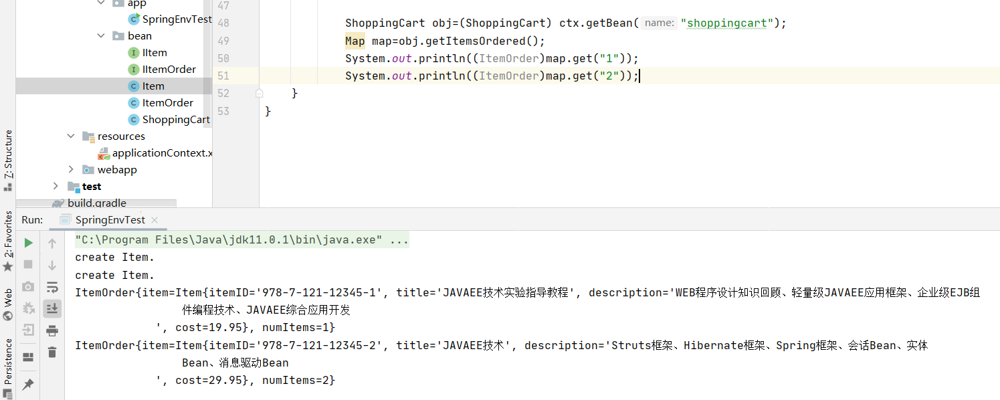 app
SpringEnvTest
bean
IItem
IItemOrder
Item
ItemOrder
ShoppingCart
resources
applicationContext.x
webapp
test
build.gradle
47
48 ShoppingCart obj=(ShoppingCart) ctx.getBean( name: "shoppingcart");
49 Map map=obj.getItemsOrdered();
50 System.out.println((ItemOrder)map.get("1"));
51 System.out.println((ItemOrder)map.get("2"));
52 }
53 }
7: Structure
2: Favorites
Web
Persistence
Run: SpringEnvTest
"C:\Program Files\Java\jdk11.0.1\bin\java.exe" ...
create Item.
create Item.
ItemOrder{item=Item{itemID='978-7-121-12345-1', title='JAVAEE技术实验指导教程', description='WEB程序设计知识回顾、轻量级JAVAEE应用框架、企业级EJB组
件编程技术、JAVAEE综合应用开发
', cost=19.95}, numItems=1}
ItemOrder{item=Item{itemID='978-7-121-12345-2', title='JAVAEE技术', description='Struts框架、Hibernate框架、Spring框架、会话Bean、实体
Bean、消息驱动Bean
', cost=29.95}, numItems=2}